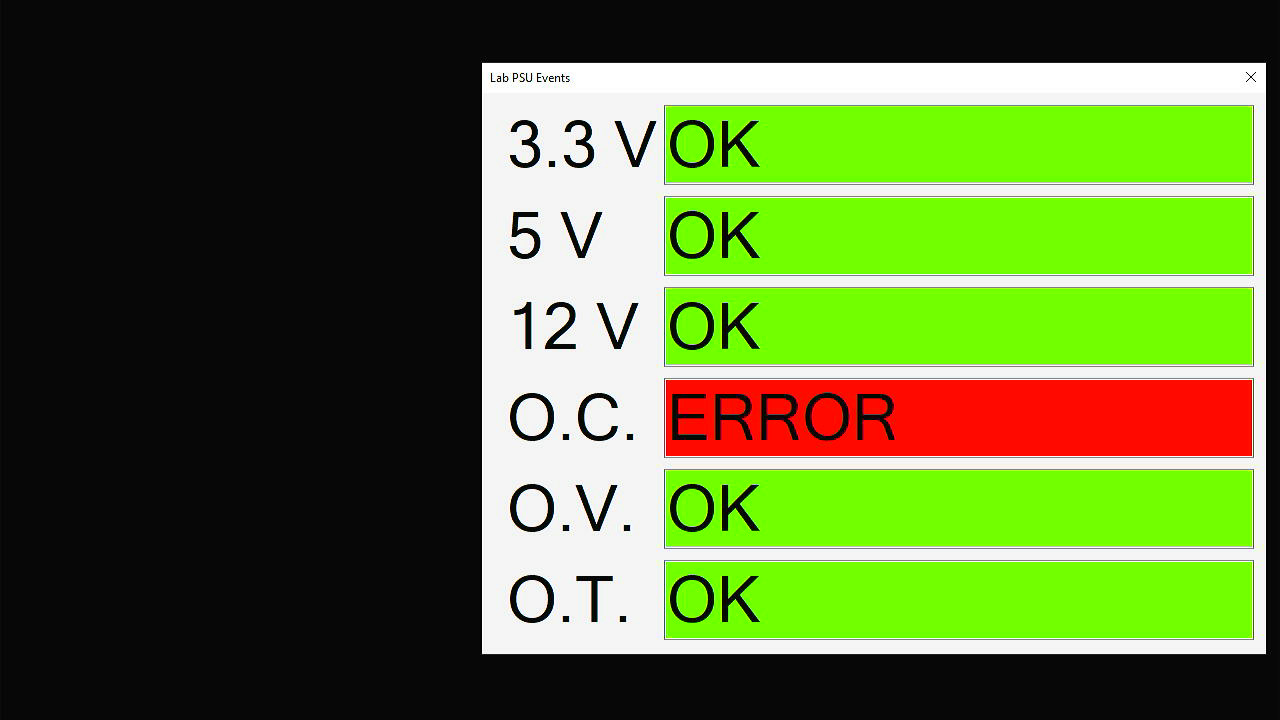 Lab PSU Events
3.3 V OK
5 V OK
12 V OK
O.C. ERROR
O.V. OK
O.T. OK